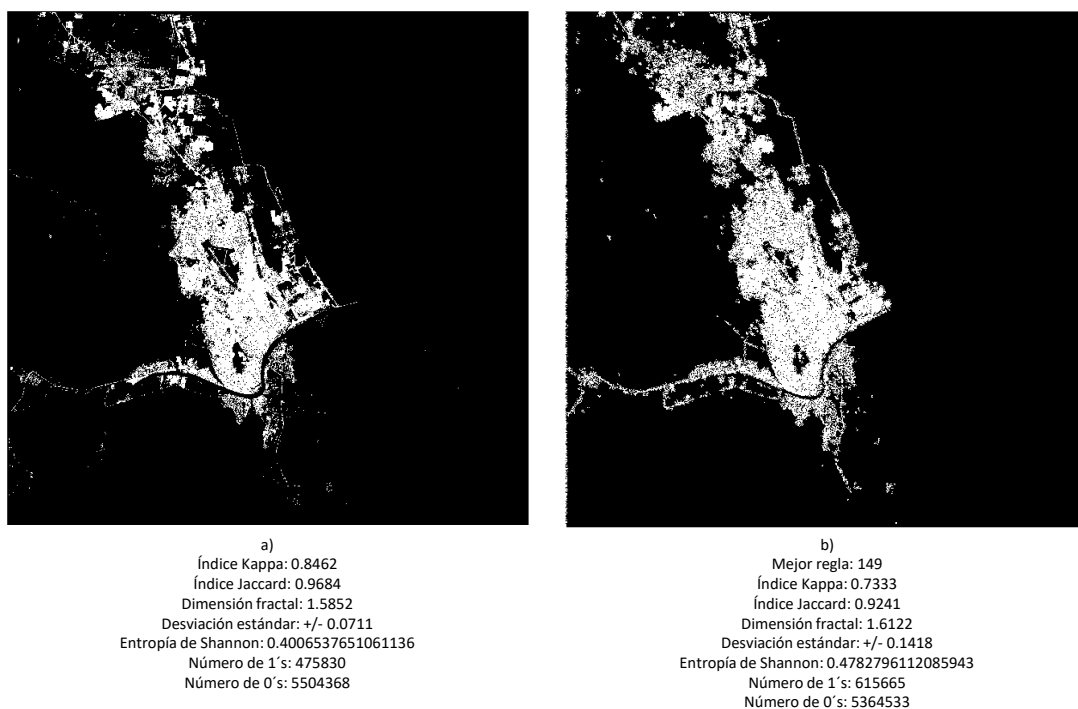 a)
Índice Kappa: 0.8462
Índice Jaccard: 0.9684
Dimensión fractal: 1.5852
Desviación estándar: +/- 0.0711
Entropía de Shannon: 0.4006537651061136
Número de 1´s: 475830
Número de 0´s: 5504368
b)
Mejor regla: 149
Índice Kappa: 0.7333
Índice Jaccard: 0.9241
Dimensión fractal: 1.6122
Desviación estándar: +/- 0.1418
Entropía de Shannon: 0.4782796112085943
Número de 1´s: 615665
Número de 0´s: 5364533